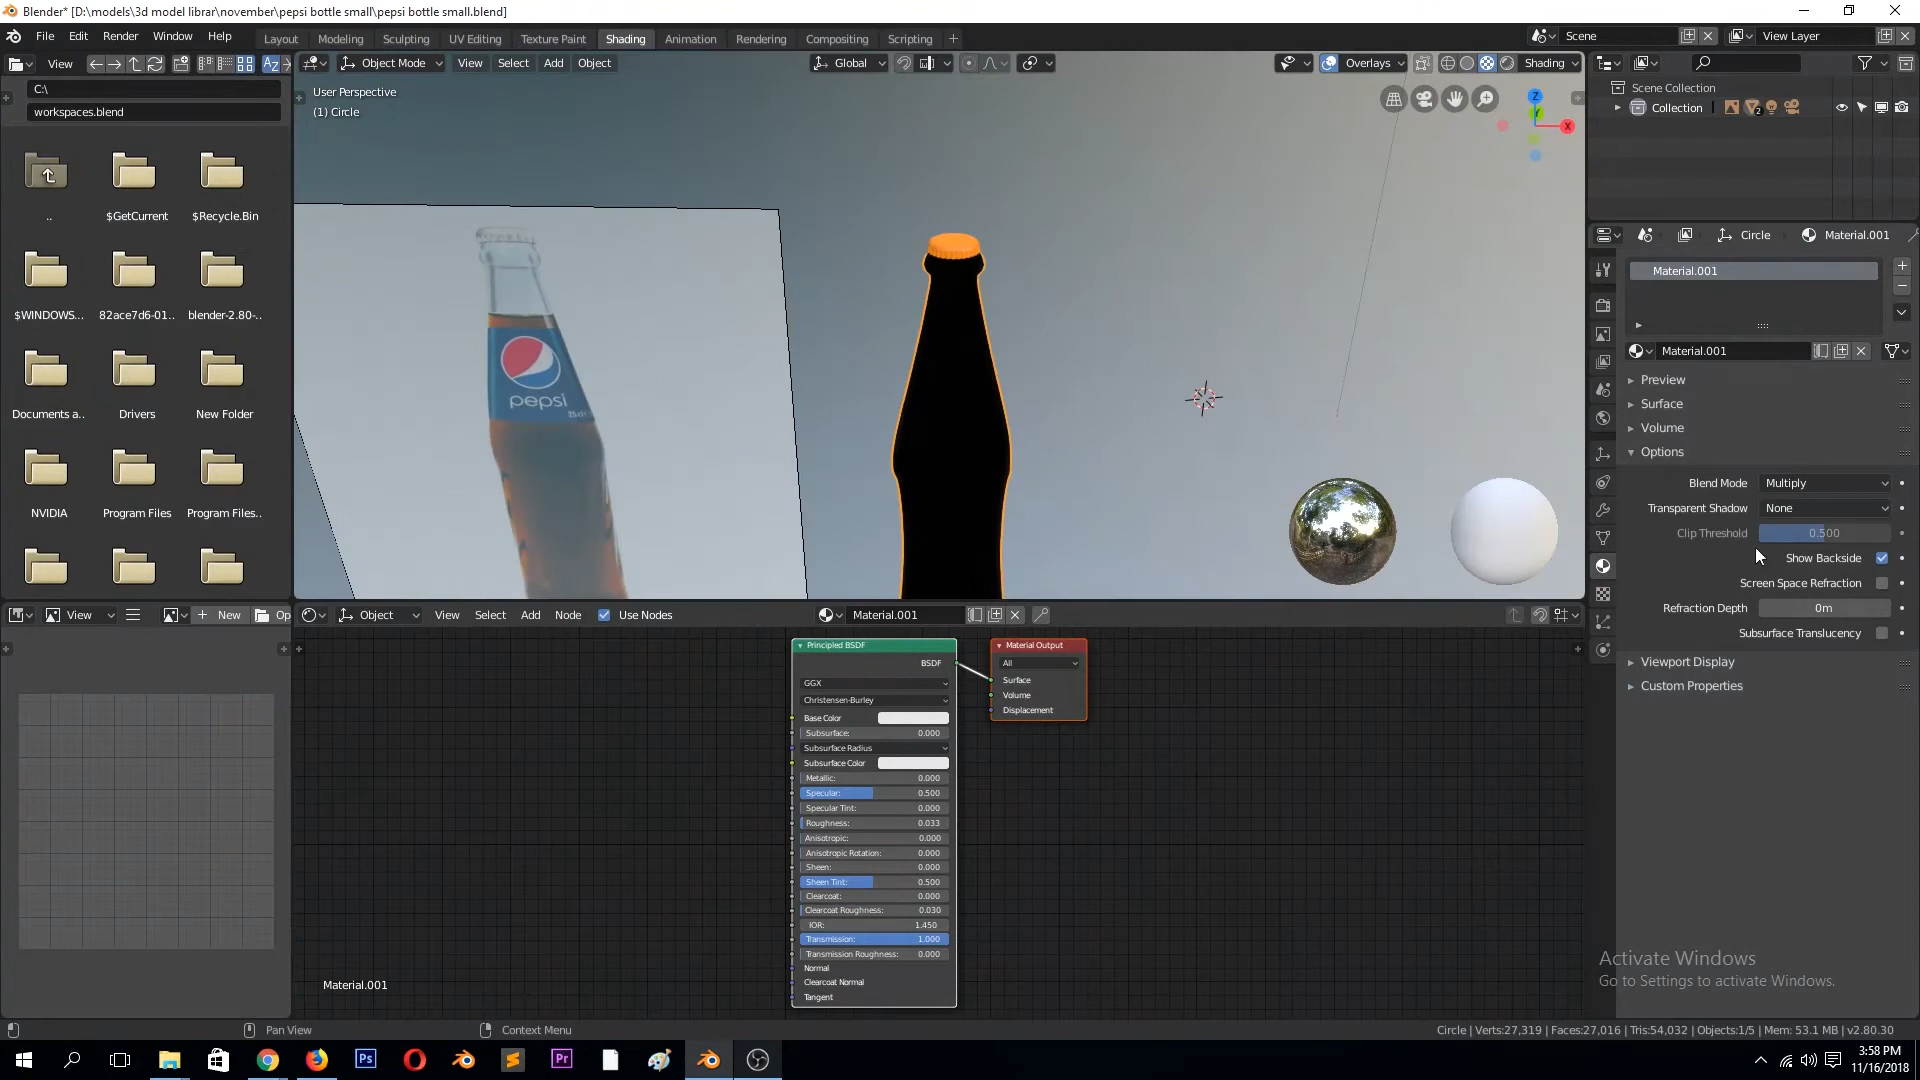 Blender* [D:\models\3d model librar\november\pepsi bottle small\pepsi bottle small.blend]
File Edit Render Window Help
Layout Modeling Sculpting UV Editing Texture Paint Shading Animation Rendering Compositing Scripting
Scene
View Layer
View
Object Mode View Select Add Object
Global
Overlays
Shading
C:\
workspaces.blend
User Perspective
(1) Circle
Scene Collection
Collection
2
Z
Y
X
..
$GetCurrent
$Recycle.Bin
$WINDOWS...
82ace7d6-01..
blender-2.80-..
Documents a..
Drivers
New Folder
NVIDIA
Program Files
Program Files..
pepsi
Circle
Material.001
Material.001
Material.001
Preview
Surface
Volume
Options
Blend Mode Multiply
Transparent Shadow None
Clip Threshold 0.500
Show Backside
Screen Space Refraction
Refraction Depth 0m
Subsurface Translucency
Viewport Display
Custom Properties
View
New
Op
Object
View Select Add Node Use Nodes
Material.001
Principled BSDF
BSDF
GGX
Christensen-Burley
Base Color
Subsurface: 0.000
Subsurface Radius
Subsurface Color
Metallic: 0.000
Specular: 0.500
Specular Tint: 0.000
Roughness: 0.033
Anisotropic: 0.000
Anisotropic Rotation: 0.000
Sheen: 0.000
Sheen Tint: 0.500
Clearcoat: 0.000
Clearcoat Roughness: 0.030
IOR: 1.450
Transmission: 1.000
Transmission Roughness: 0.000
Normal
Clearcoat Normal
Tangent
Material Output
All
Surface
Volume
Displacement
Material.001
Activate Windows
Go to Settings to activate Windows.
Pan View
Context Menu
Circle | Verts:27,319 | Faces:27,016 | Tris:54,032 | Objects:1/5 | Mem: 53.1 MB | v2.80.30
Ps
Pr
3:58 PM
11/16/2018